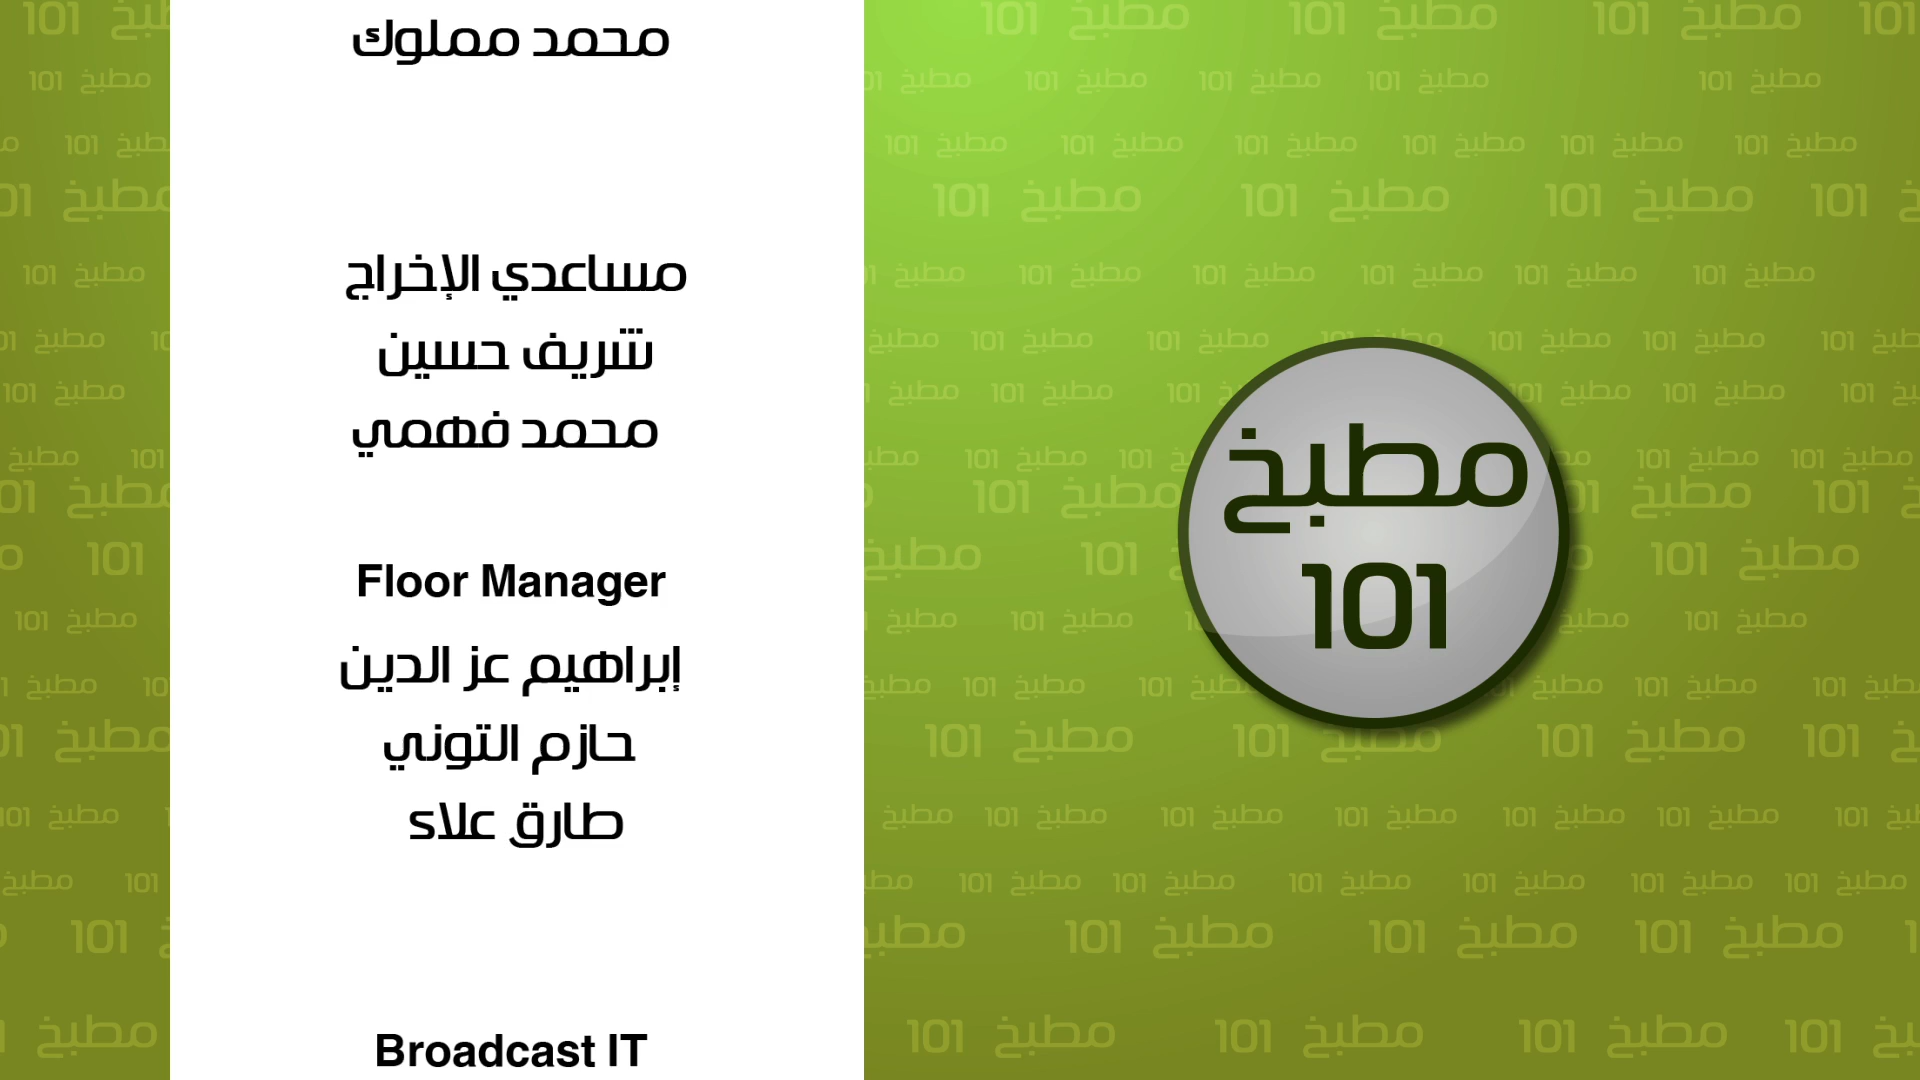 محمد مملوك
مساعدي الإخراج
شريف حسين
محمد فهمي
Floor Manager
إبراهيم عز الدين
حازم التوني
طارق علاء
Broadcast IT
مطبخ
101